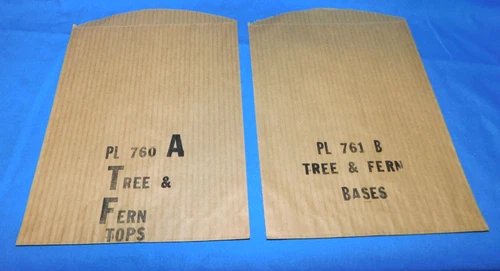 PL 760 A
TREE &
FERN
TOPS
PL 761 B
TREE & FERN
BASES